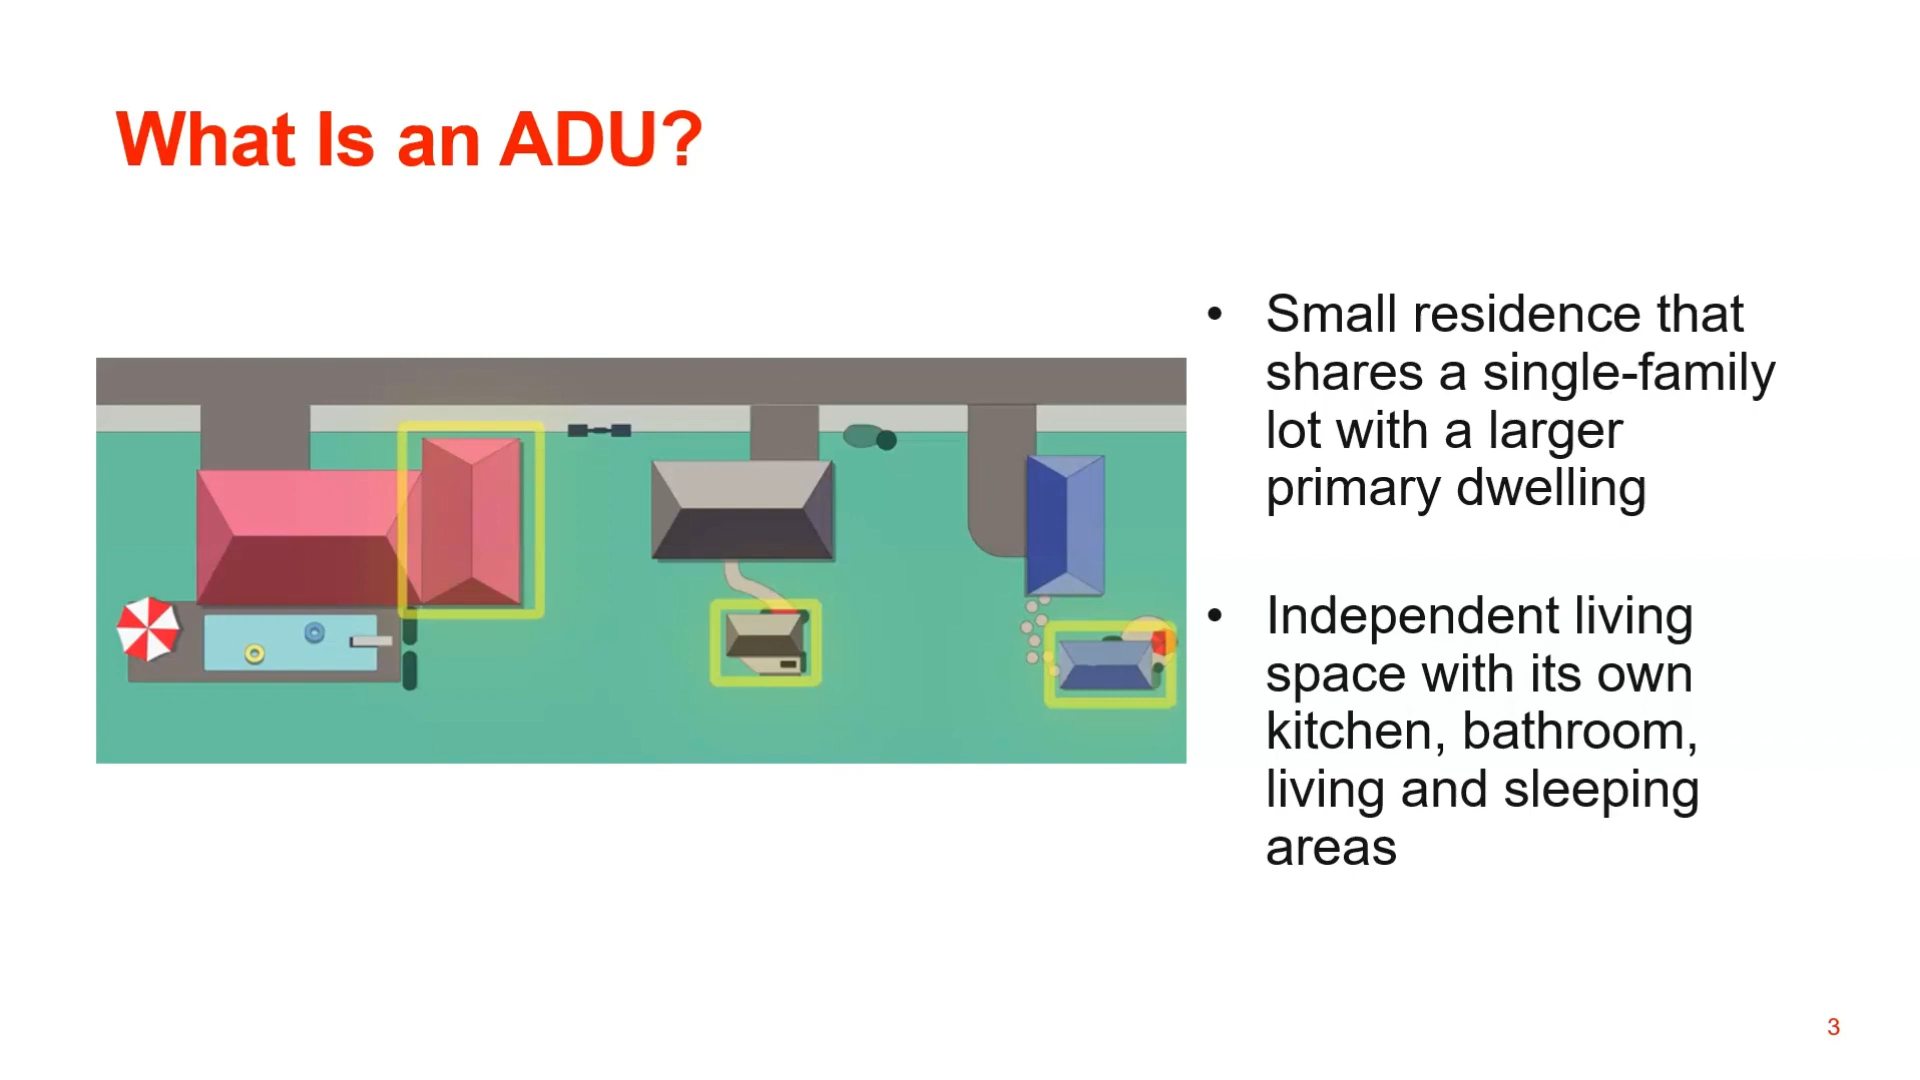 What Is an ADU?
• Small residence that
shares a single-family
lot with a larger
primary dwelling
• Independent living
space with its own
kitchen, bathroom,
living and sleeping
areas
3